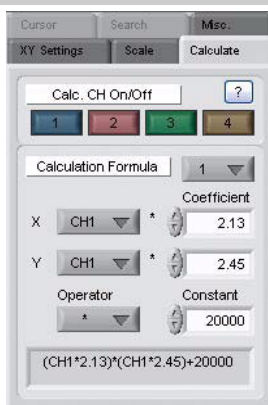 Cursor Search Misc.
XY Settings Scale Calculate
Calc. CH On/Off ?
1 2 3 4
Calculation Formula 1
Coefficient
X CH1 * 2.13
Y CH1 * 2.45
Operator Constant
* 20000
(CH1*2.13)*(CH1*2.45)+20000